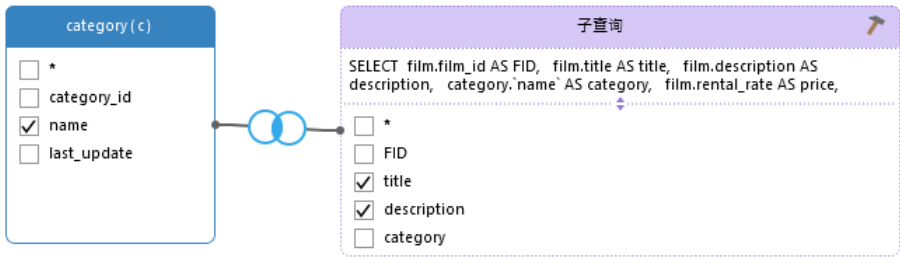 category ( c )
*
category_id
name
last_update
子查询
SELECT  film.film_id AS FID,   film.title AS title,   film.description AS
description,   category.`name` AS category,   film.rental_rate AS price,
*
FID
title
description
category